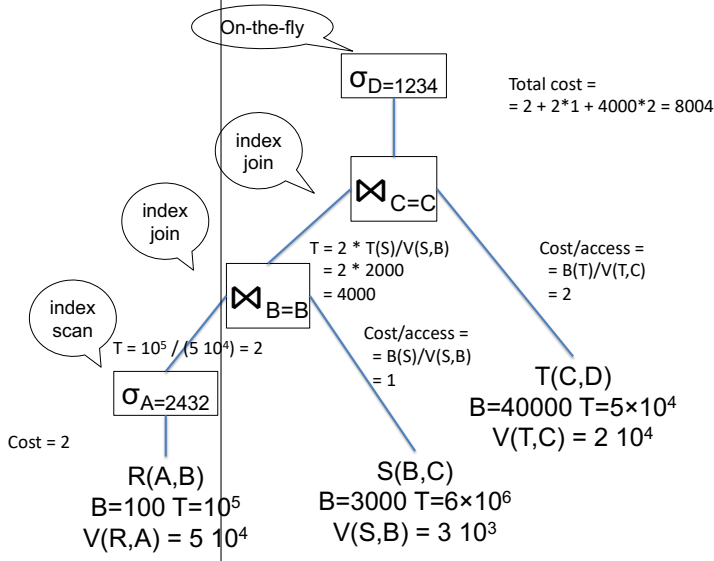 On-the-fly
σD=1234
Total cost =
= 2 + 2*1 + 4000*2 = 8004
index
join
⋈ C=C
index
join
T = 2 * T(S)/V(S,B)
= 2 * 2000
= 4000
Cost/access =
= B(T)/V(T,C)
= 2
⋈ B=B
index
scan
T = 10⁵ / (5 10⁴) = 2
Cost/access =
= B(S)/V(S,B)
= 1
σA=2432
T(C,D)
B=40000 T=5×10⁴
V(T,C) = 2 10⁴
Cost = 2
R(A,B)
B=100 T=10⁵
V(R,A) = 5 10⁴
S(B,C)
B=3000 T=6×10⁶
V(S,B) = 3 10³